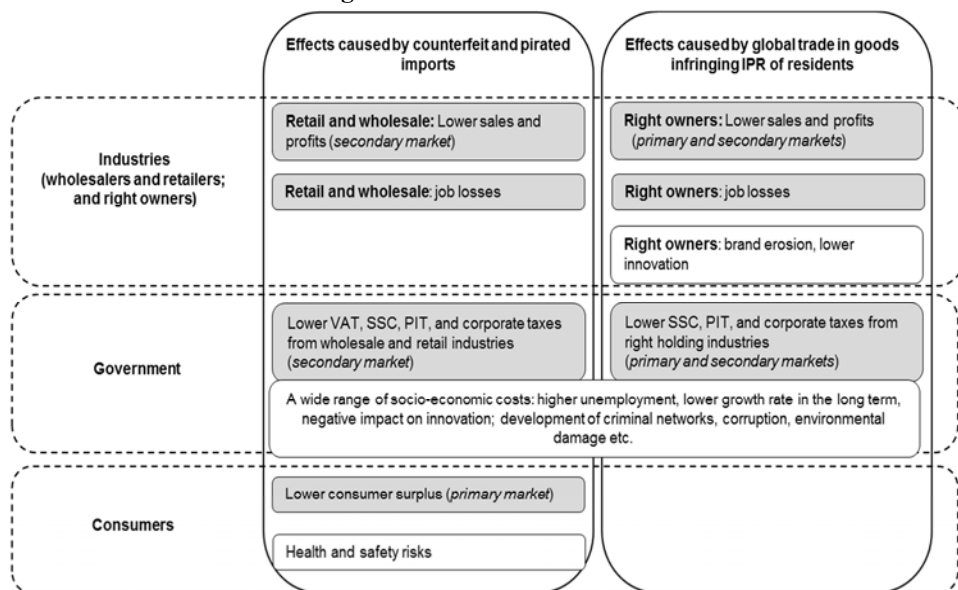 Effects caused by counterfeit and pirated
imports
Effects caused by global trade in goods
infringing IPR of residents
Industries
(wholesalers and retailers;
and right owners)
Retail and wholesale: Lower sales and
profits (secondary market)
Right owners: Lower sales and profits
(primary and secondary markets)
Retail and wholesale: job losses
Right owners: job losses
Right owners: brand erosion, lower
innovation
Government
Lower VAT, SSC, PIT, and corporate taxes
from wholesale and retail industries
(secondary market)
Lower SSC, PIT, and corporate taxes from
right holding industries
(primary and secondary markets)
A wide range of socio-economic costs: higher unemployment, lower growth rate in the long term,
negative impact on innovation; development of criminal networks, corruption, environmental
damage etc.
Consumers
Lower consumer surplus (primary market)
Health and safety risks